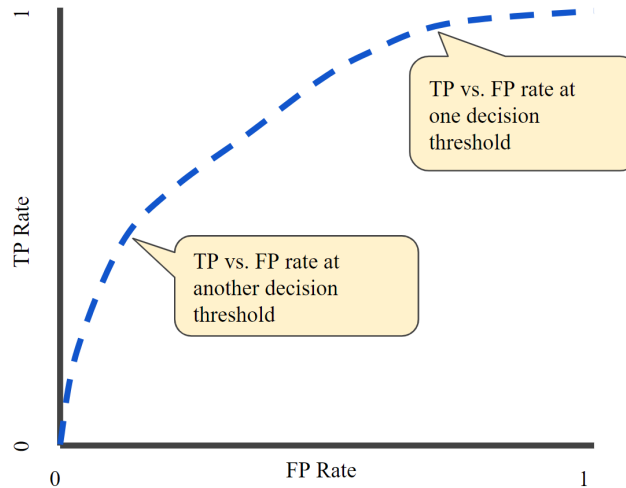 1
TP vs. FP rate at
one decision
threshold
TP Rate
TP vs. FP rate at
another decision
threshold
0
0
FP Rate
1